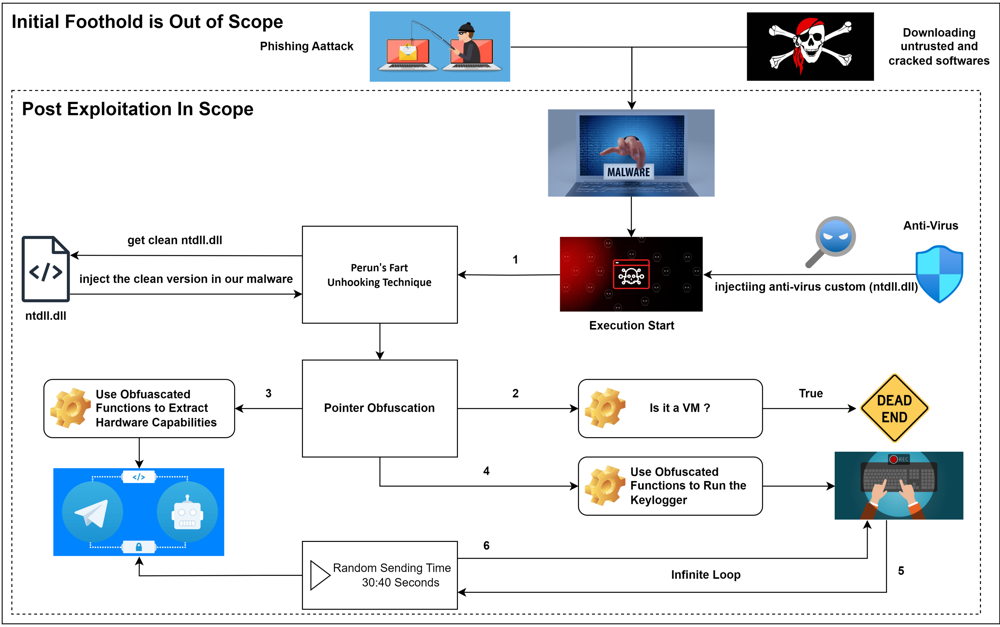 Initial Foothold is Out of Scope
Phishing Aattack
Downloading
untrusted and
cracked softwares
Post Exploitation In Scope
MALWARE
Anti-Virus
get clean ntdll.dll
inject the clean version in our malware
ntdll.dll
Perun's Fart
Unhooking Technique
1
Execution Start
injectiing anti-virus custom (ntdll.dll)
Use Obfuascated
Functions to Extract
Hardware Capabilities
3
Pointer Obfuscation
2
Is it a VM ?
True
DEAD
END
4
Use Obfuscated
Functions to Run the
Keylogger
REC
Random Sending Time
30:40 Seconds
6
Infinite Loop
5